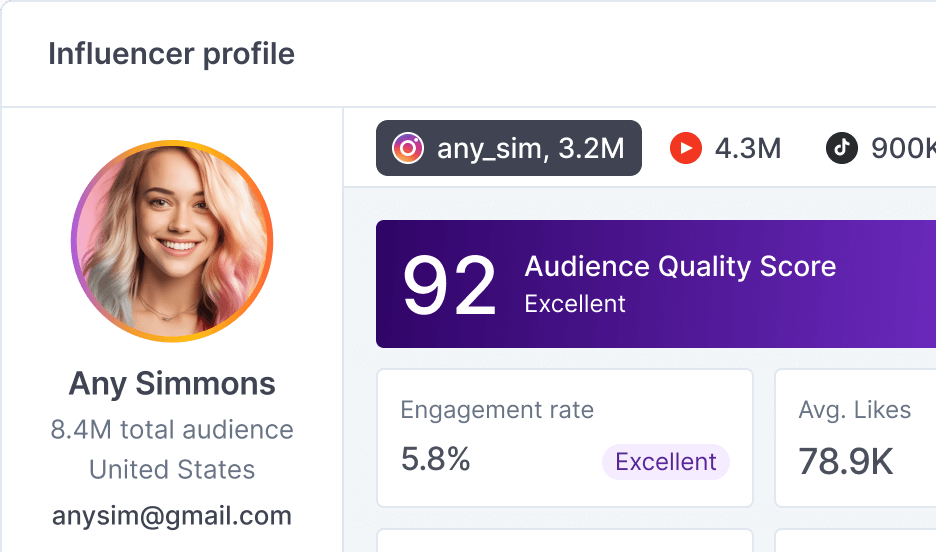 Influencer profile
any_sim, 3.2M
4.3M
900K
92
Audience Quality Score
Excellent
Any Simmons
8.4M total audience
United States
anysim@gmail.com
Engagement rate
5.8%
Excellent
Avg. Likes
78.9K